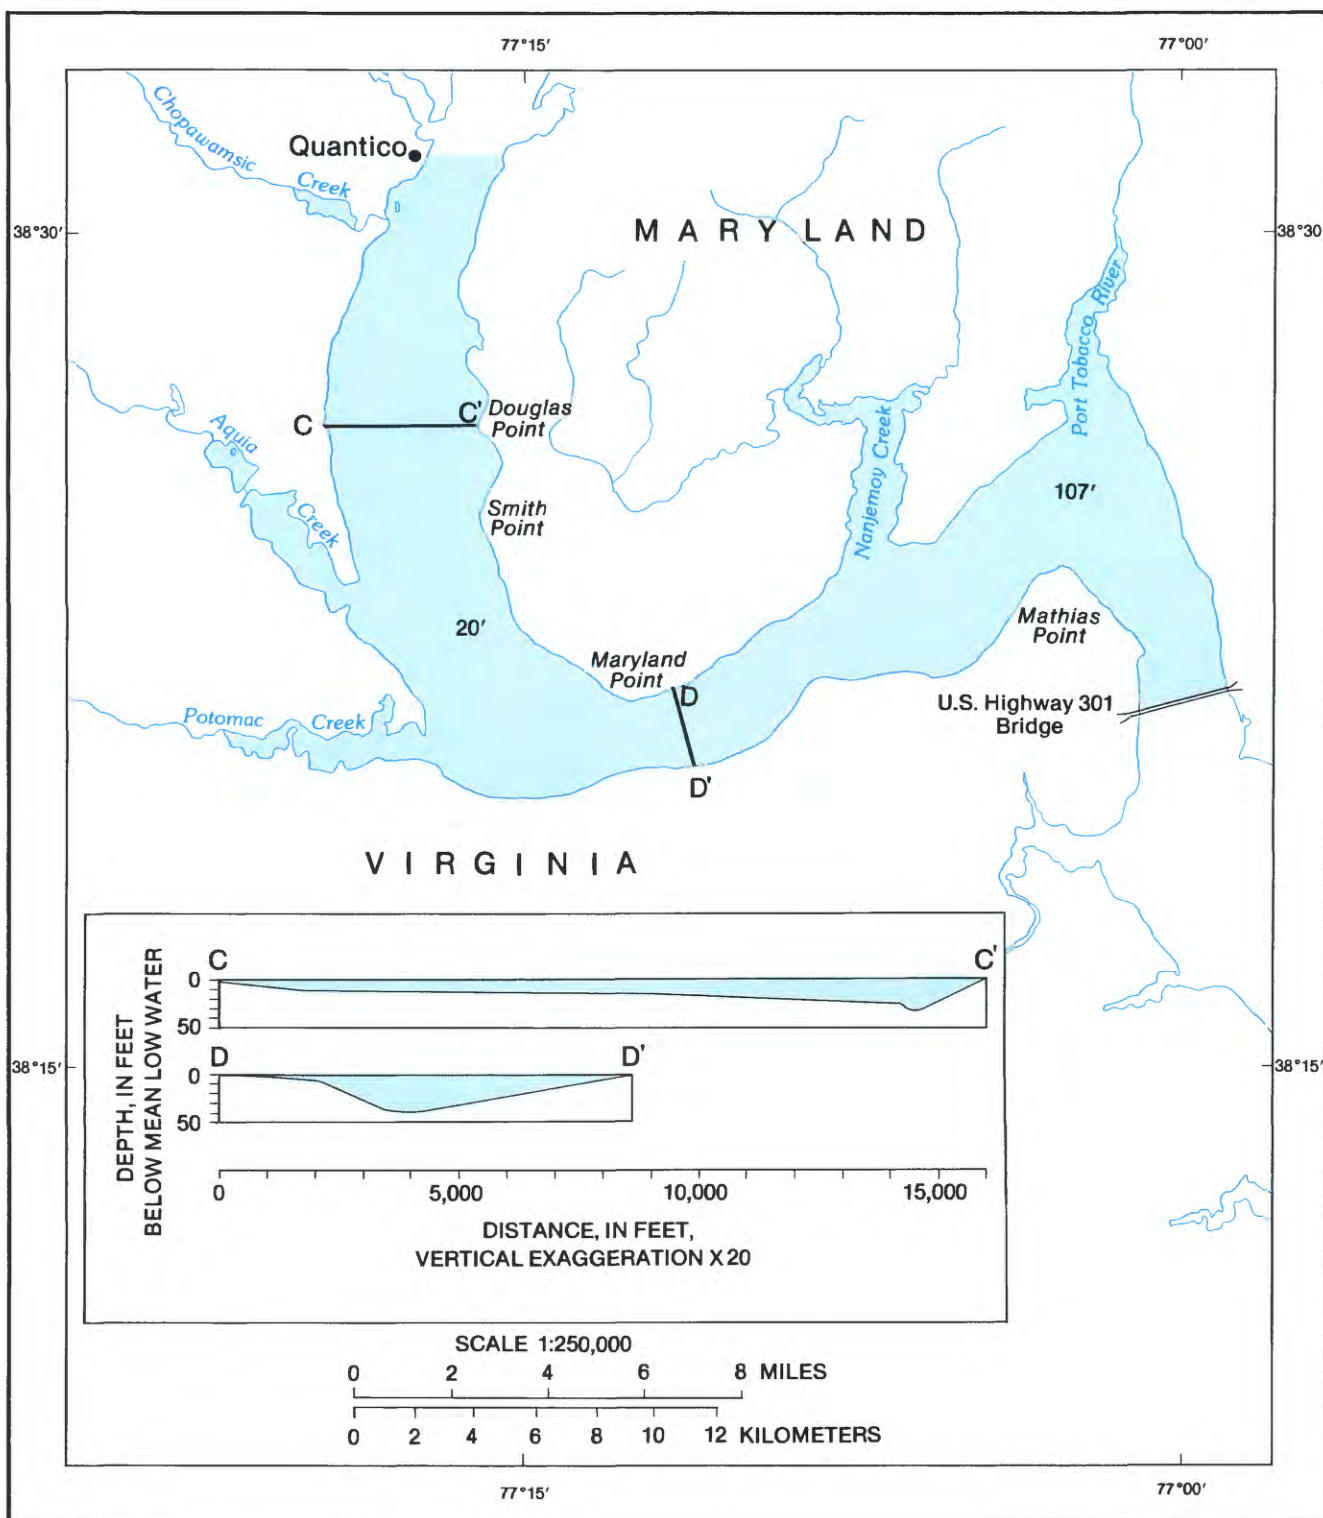 77°15′
77°00′
Chopawamsic
Creek
Quantico
38°30′
38°30′
MARYLAND
Port Tobacco River
C
C'
Douglas
Point
Aquia
Creek
Nanjemoy Creek
107'
Smith
Point
20'
Mathias
Point
Maryland
Point
D
U.S. Highway 301
Bridge
Potomac Creek
D'
VIRGINIA
DEPTH, IN FEET
BELOW MEAN LOW WATER
C
C'
0
50
D
D'
0
50
38°15′
38°15′
0 5,000 10,000 15,000
DISTANCE, IN FEET,
VERTICAL EXAGGERATION X 20
SCALE 1:250,000
0 2 4 6 8 MILES
0 2 4 6 8 10 12 KILOMETERS
77°15′
77°00′